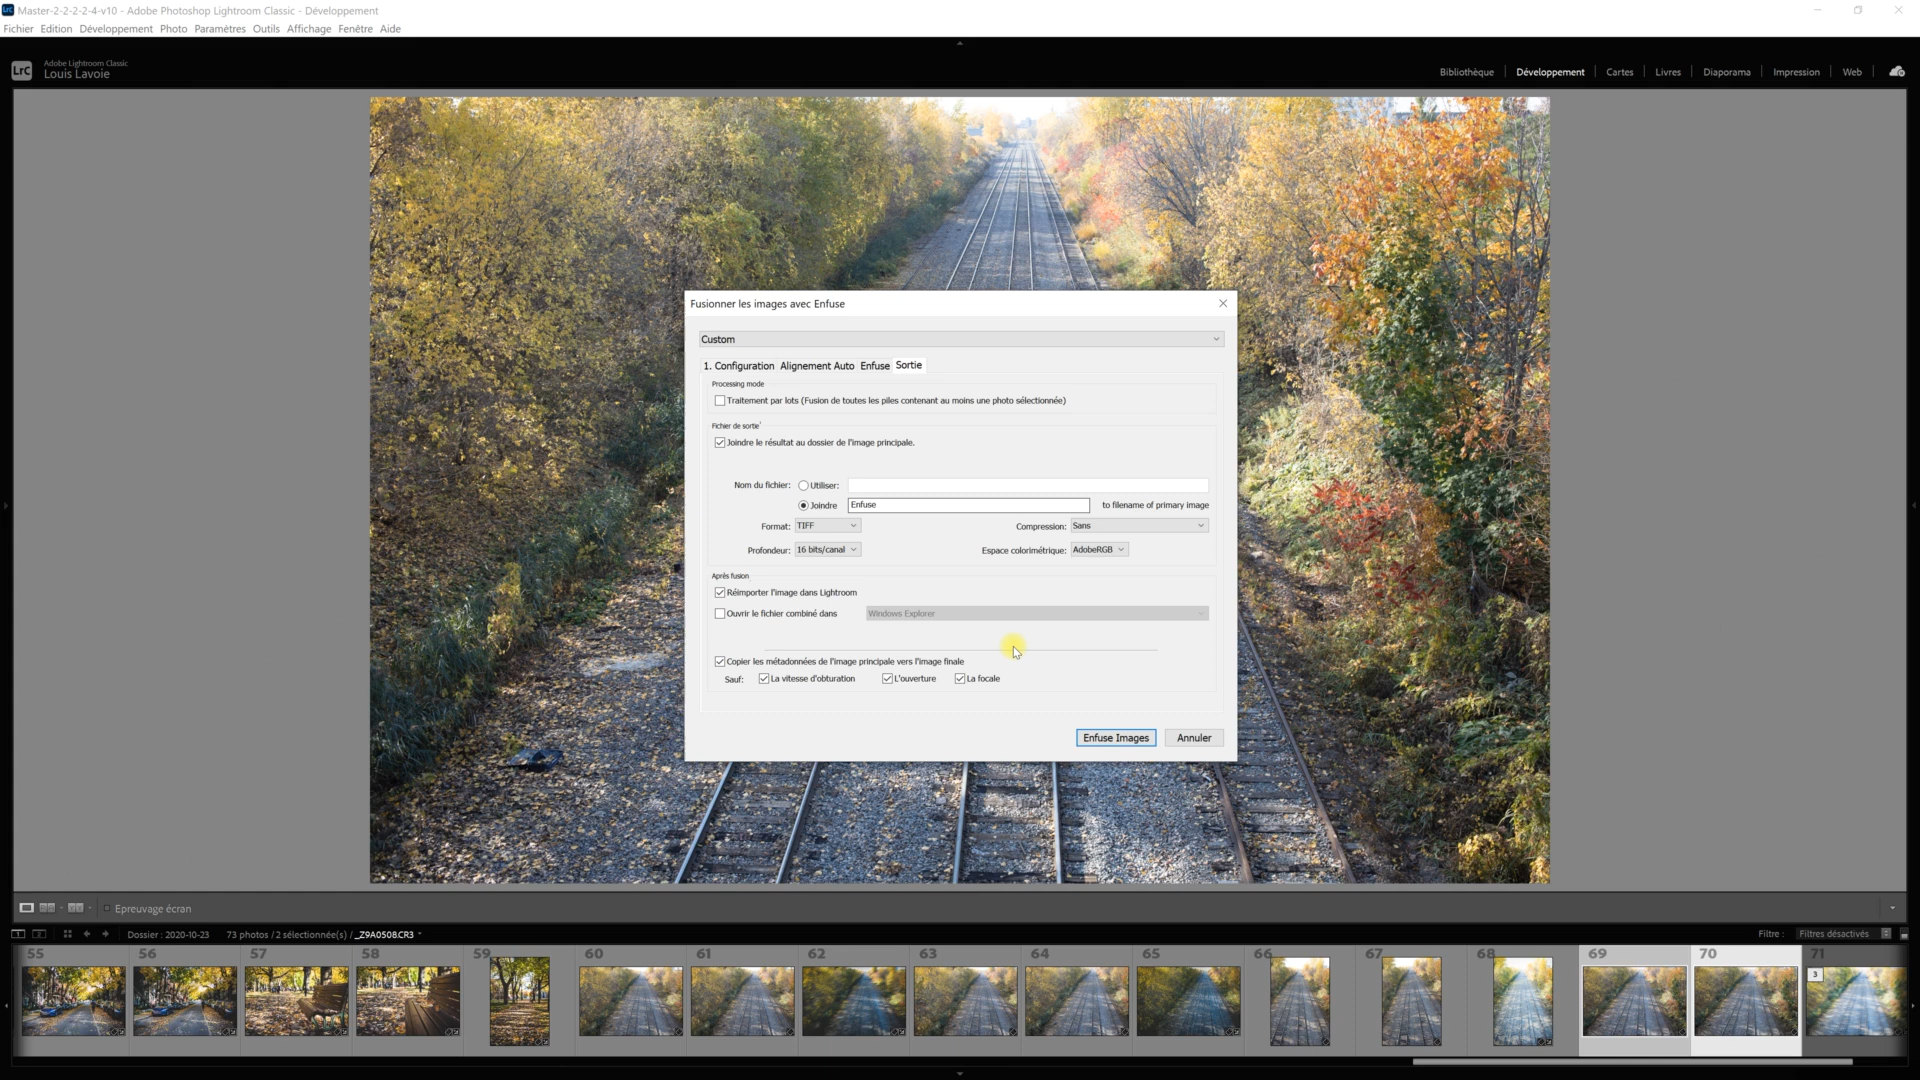 Master-2-2-2-2-4-v10 - Adobe Photoshop Lightroom Classic - Développement
Fichier Edition Développement Photo Paramètres Outils Affichage Fenêtre Aide
LrC Adobe Lightroom Classic
Louis Lavoie
Bibliothèque | Développement | Cartes | Livres | Diaporama | Impression | Web
Fusionner les images avec Enfuse
Custom
1. Configuration Alignement Auto Enfuse Sortie
Processing mode
Traitement par lots (Fusion de toutes les piles contenant au moins une photo sélectionnée)
Fichier de sortie'
Joindre le résultat au dossier de l'image principale.
Nom du fichier: Utiliser:
Joindre Enfuse to filename of primary image
Format: TIFF Compression: Sans
Profondeur: 16 bits/canal Espace colorimétrique: AdobeRGB
Après fusion
Réimporter l'image dans Lightroom
Ouvrir le fichier combiné dans Windows Explorer
Copier les métadonnées de l'image principale vers l'image finale
Sauf: La vitesse d'obturation L'ouverture La focale
Enfuse Images Annuler
Epreuvage écran
1 2 Dossier : 2020-10-23 73 photos / 2 sélectionnée(s) / _Z9A0508.CR3 Filtre : Filtres désactivés
55 56 57 58 59 60 61 62 63 64 65 66 67 68 69 70 71
3